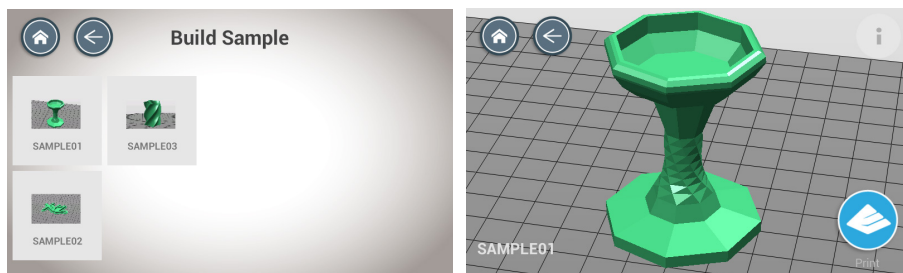 Build Sample
SAMPLE01
SAMPLE03
SAMPLE02
i
SAMPLE01
Print